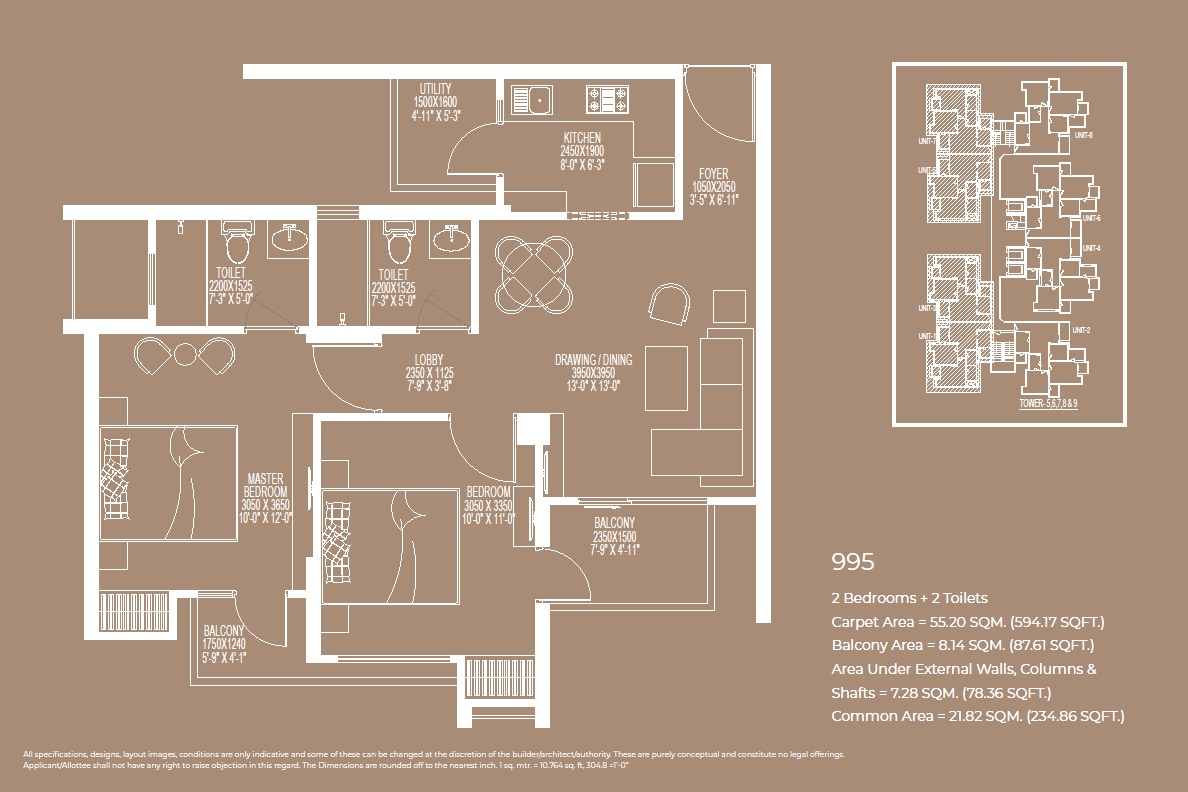 UTILITY
1500X1600
4'-11" X 5'-3"
KITCHEN
2450X1900
8'-0" X 6'-3"
FOYER
1050X2050
3'-5" X 6'-11"
TOILET
2200X1525
7'-3" X 5'-0"
TOILET
2200X1525
7'-3" X 5'-0"
LOBBY
2350 X 1125
7'-9" X 3'-8"
DRAWING / DINING
3950X3950
13'-0" X 13'-0"
MASTER
BEDROOM
3050 X 3650
10'-0" X 12'-0"
BEDROOM
3050 X 3350
10'-0" X 11'-0"
BALCONY
2350X1500
7'-9" X 4'-11"
BALCONY
1750X1240
5'-9" X 4'-1"
UNIT-8
UNIT-7
UNIT-5
UNIT-6
UNIT-4
UNIT-3
UNIT-2
UNIT-1
TOWER- 5,6,7,8 & 9
995
2 Bedrooms + 2 Toilets
Carpet Area = 55.20 SQM. (594.17 SQFT.)
Balcony Area = 8.14 SQM. (87.61 SQFT.)
Area Under External Walls, Columns &
Shafts = 7.28 SQM. (78.36 SQFT.)
Common Area = 21.82 SQM. (234.86 SQFT.)
All specifications, designs, layout images, conditions are only indicative and some of these can be changed at the discretion of the builder/architect/authority. These are purely conceptual and constitute no legal offerings.
Applicant/Allottee shall not have any right to raise objection in this regard. The Dimensions are rounded off to the nearest inch. 1 sq. mtr. = 10.764 sq. ft, 304.8 =1'-0"